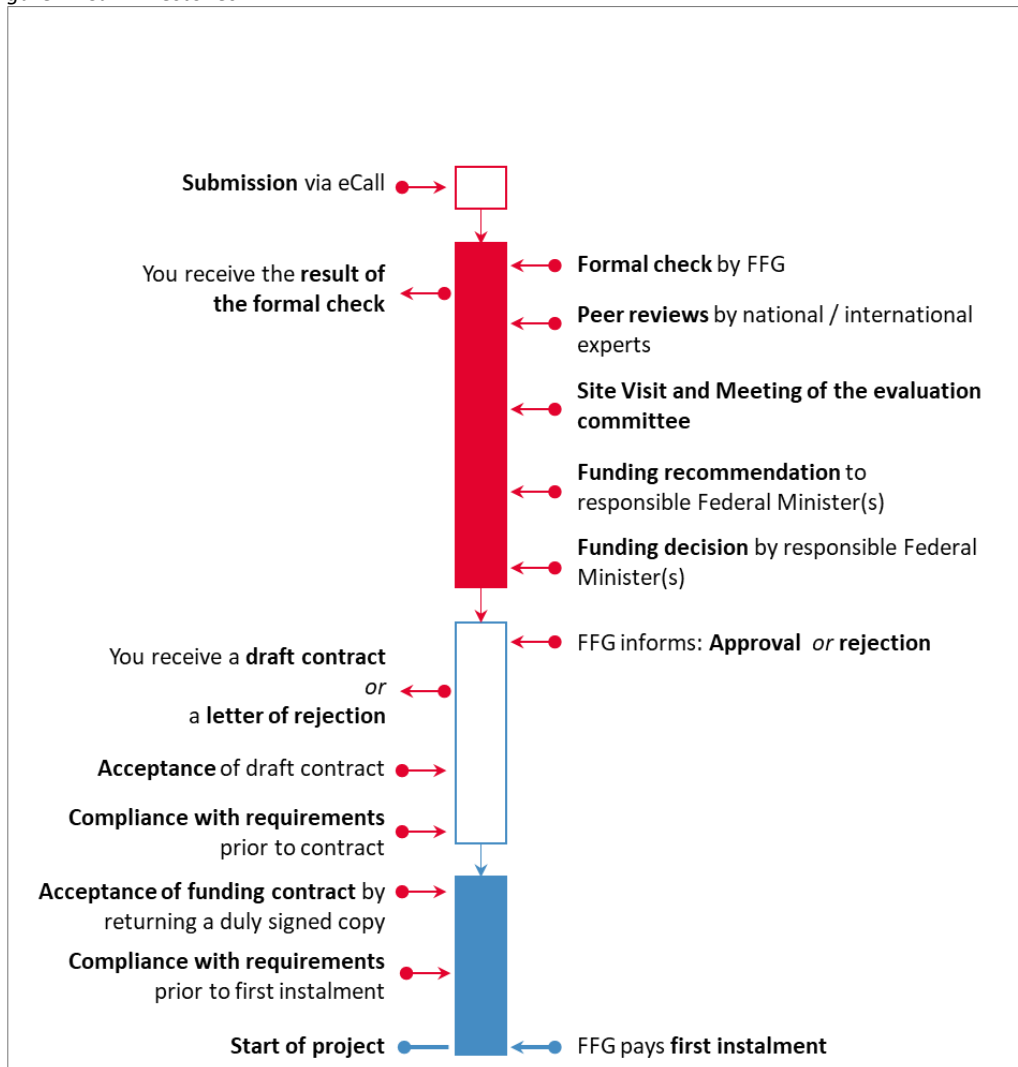 Submission via eCall
You receive the result of
the formal check
Formal check by FFG
Peer reviews by national / international
experts
Site Visit and Meeting of the evaluation
committee
Funding recommendation to
responsible Federal Minister(s)
Funding decision by responsible Federal
Minister(s)
FFG informs: Approval or rejection
You receive a draft contract
or
a letter of rejection
Acceptance of draft contract
Compliance with requirements
prior to contract
Acceptance of funding contract by
returning a duly signed copy
Compliance with requirements
prior to first instalment
Start of project
FFG pays first instalment